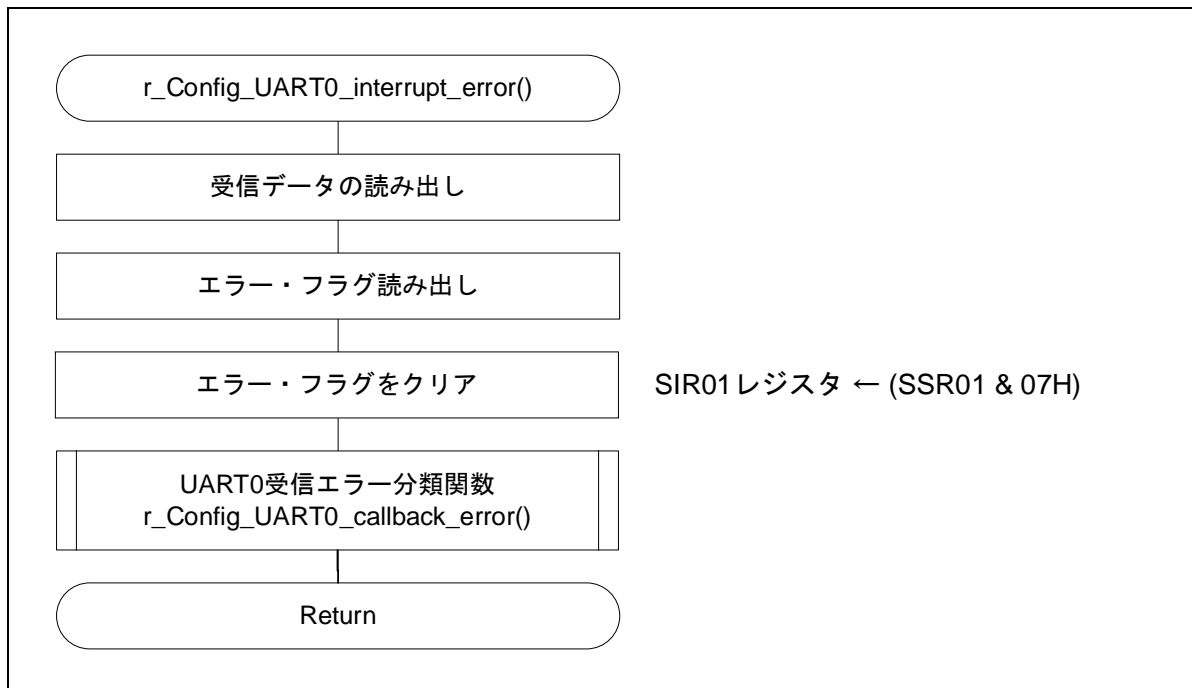 r_Config_UART0_interrupt_error()
受信データの読み出し
エラー・フラグ読み出し
エラー・フラグをクリア
SIR01レジスタ ← (SSR01 & 07H)
UART0受信エラー分類関数
r_Config_UART0_callback_error()
Return